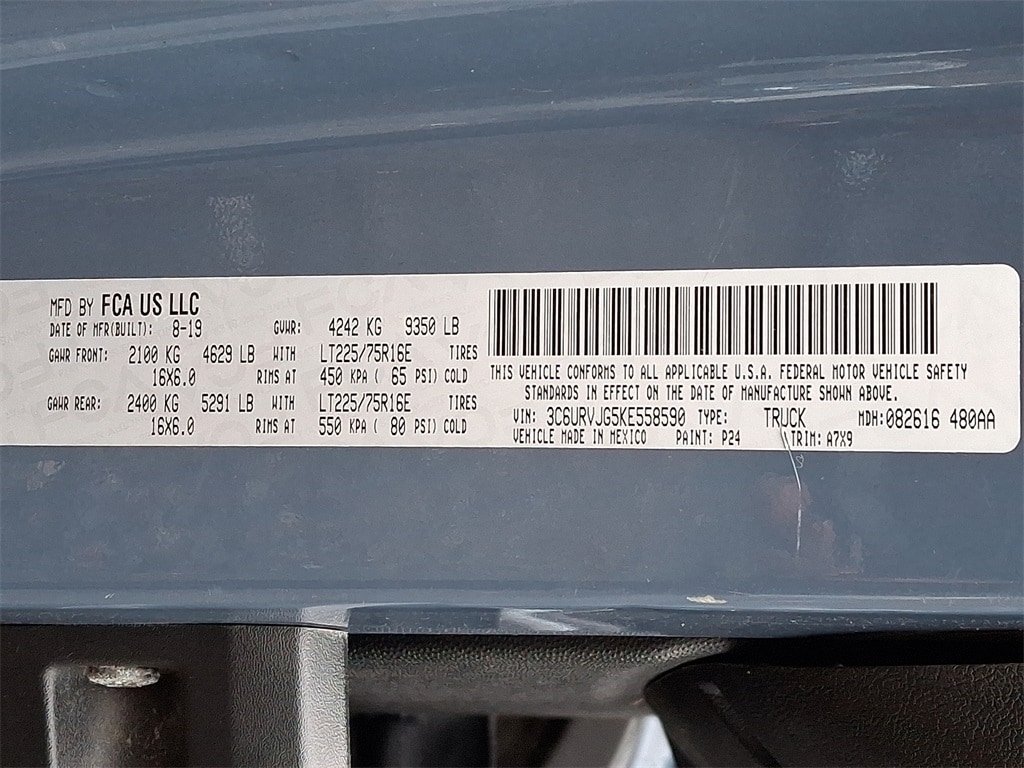 MFD BY FCA US LLC
DATE OF MFR(BUILT): 8-19 GVWR: 4242 KG 9350 LB
GAWR FRONT: 2100 KG 4629 LB WITH LT225/75R16E TIRES
16X6.0 RIMS AT 450 KPA ( 65 PSI) COLD
GAWR REAR: 2400 KG 5291 LB WITH LT225/75R16E TIRES
16X6.0 RIMS AT 550 KPA ( 80 PSI) COLD
THIS VEHICLE CONFORMS TO ALL APPLICABLE U.S.A. FEDERAL MOTOR VEHICLE SAFETY
STANDARDS IN EFFECT ON THE DATE OF MANUFACTURE SHOWN ABOVE.
VIN: 3C6URVJG5KE558590 TYPE: TRUCK MDH:082616 480AA
VEHICLE MADE IN MEXICO PAINT: P24 TRIM: A7X9